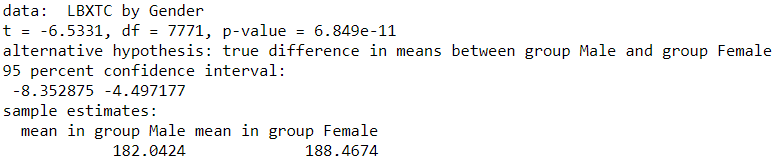 data:  LBXTC by Gender
t = -6.5331, df = 7771, p-value = 6.849e-11
alternative hypothesis: true difference in means between group Male and group Female
95 percent confidence interval:
 -8.352875 -4.497177
sample estimates:
  mean in group Male mean in group Female
            182.0424             188.4674